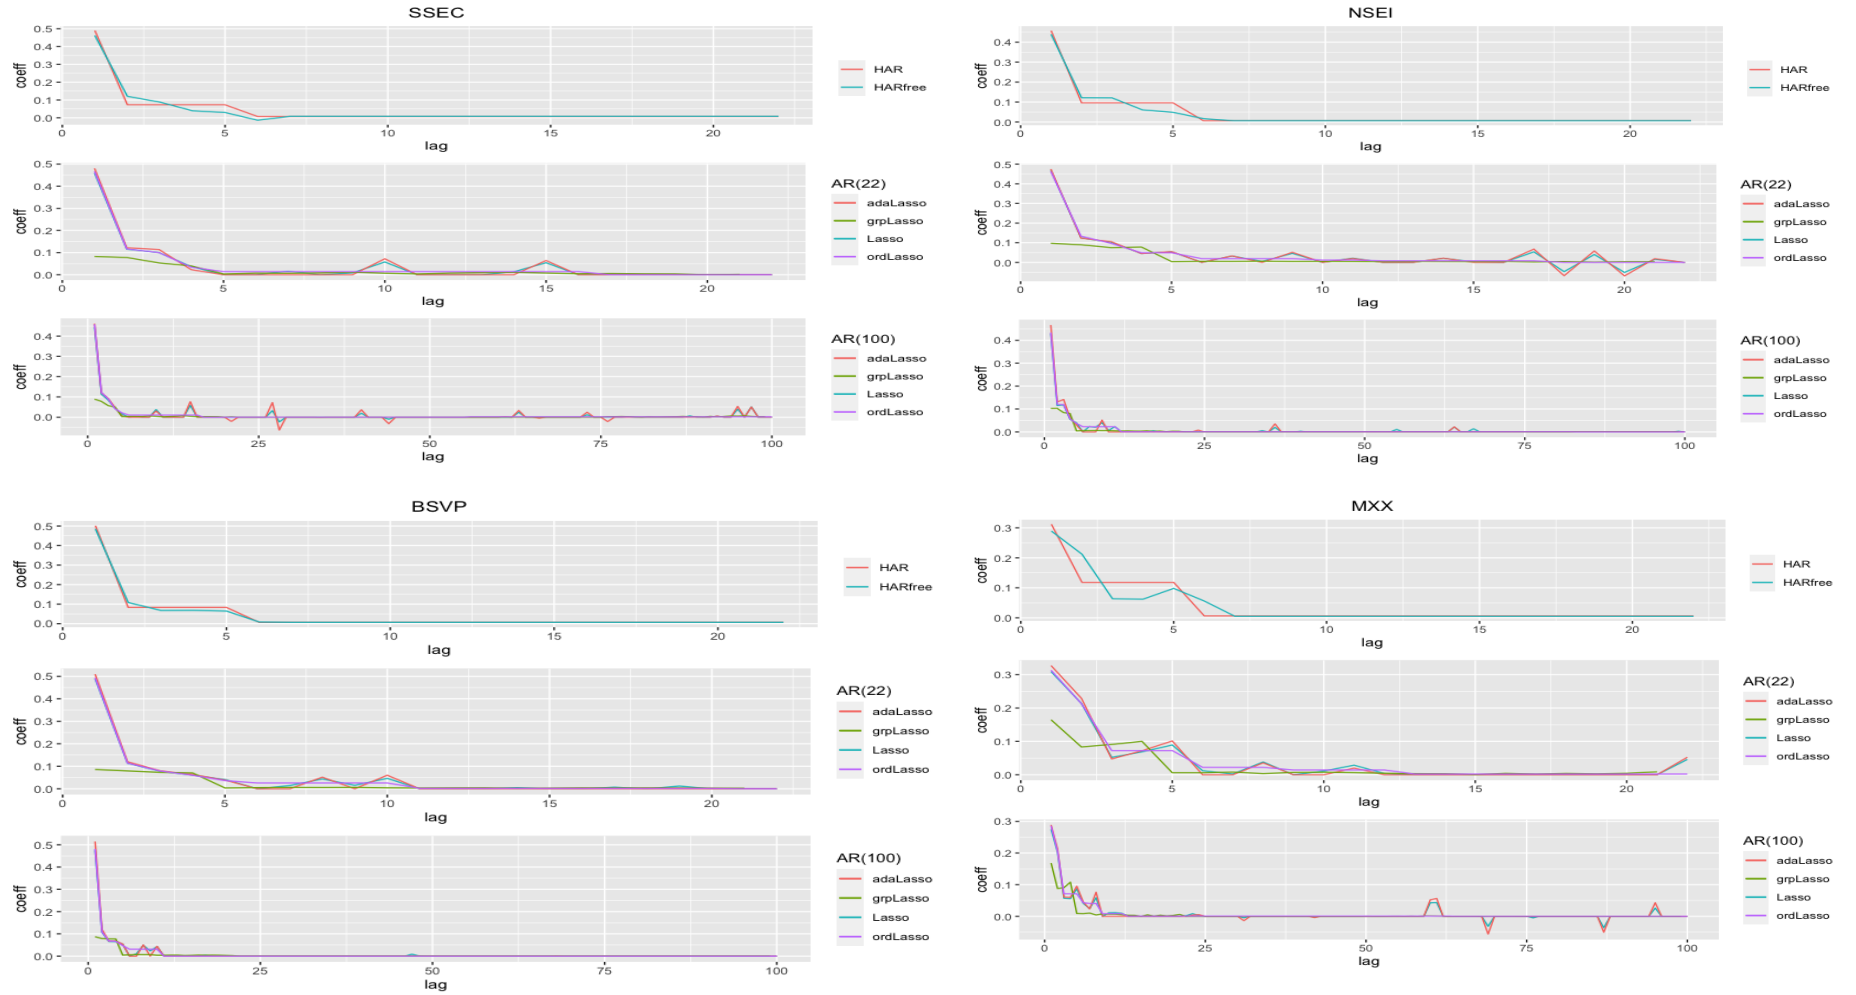 SSEC
0.5
0.4
0.3
0.2
0.1
0.0
coeff
0 5 10 15 20
lag
HAR
HARfree
0.5
0.4
0.3
0.2
0.1
0.0
coeff
0 5 10 15 20
lag
AR(22)
adaLasso
grpLasso
Lasso
ordLasso
0.4
0.3
0.2
0.1
0.0
coeff
0 25 50 75 100
lag
AR(100)
adaLasso
grpLasso
Lasso
ordLasso
NSEI
0.4
0.3
0.2
0.1
0.0
coeff
0 5 10 15 20
lag
HAR
HARfree
0.5
0.4
0.3
0.2
0.1
0.0
coeff
0 5 10 15 20
lag
AR(22)
adaLasso
grpLasso
Lasso
ordLasso
0.4
0.3
0.2
0.1
0.0
coeff
0 25 50 75 100
lag
AR(100)
adaLasso
grpLasso
Lasso
ordLasso
BSVP
0.5
0.4
0.3
0.2
0.1
0.0
coeff
0 5 10 15 20
lag
HAR
HARfree
0.5
0.4
0.3
0.2
0.1
0.0
coeff
0 5 10 15 20
lag
AR(22)
adaLasso
grpLasso
Lasso
ordLasso
0.5
0.4
0.3
0.2
0.1
0.0
coeff
0 25 50 75 100
lag
AR(100)
adaLasso
grpLasso
Lasso
ordLasso
MXX
0.3
0.2
0.1
0.0
coeff
0 5 10 15 20
lag
HAR
HARfree
0.3
0.2
0.1
0.0
coeff
0 5 10 15 20
lag
AR(22)
adaLasso
grpLasso
Lasso
ordLasso
0.3
0.2
0.1
0.0
coeff
0 25 50 75 100
lag
AR(100)
adaLasso
grpLasso
Lasso
ordLasso